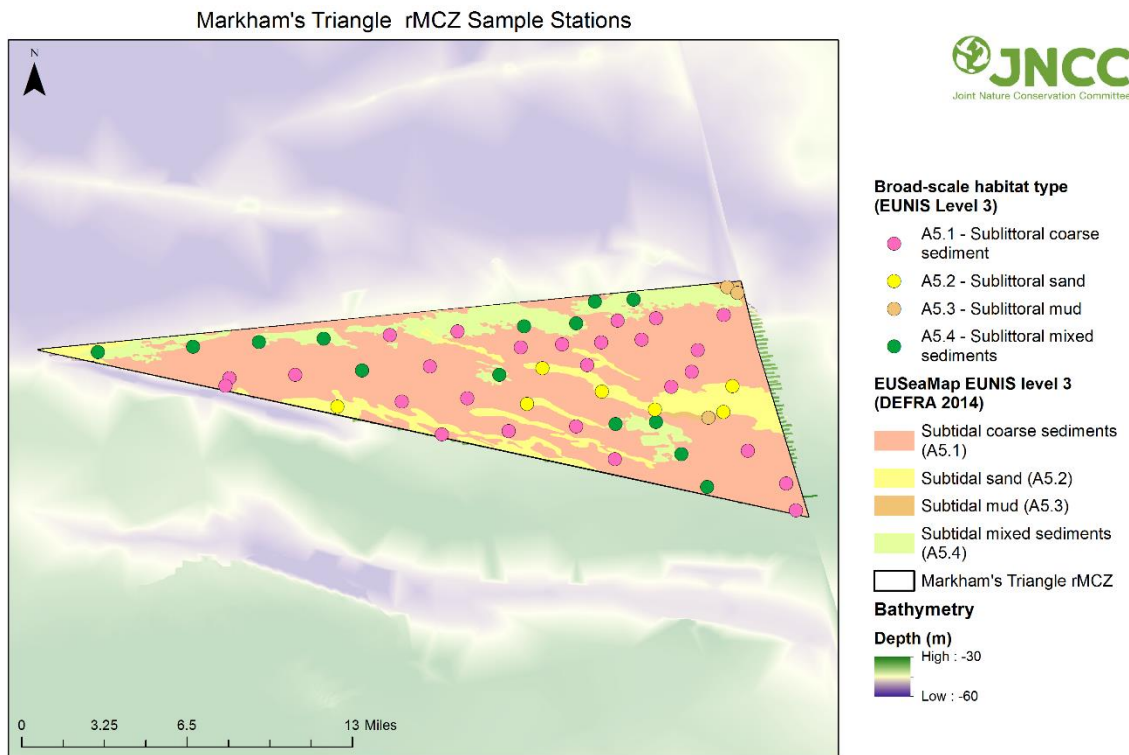 Markham's Triangle rMCZ Sample Stations
N
JNCC
Joint Nature Conservation Committee
Broad-scale habitat type
(EUNIS Level 3)
A5.1 - Sublittoral coarse
sediment
A5.2 - Sublittoral sand
A5.3 - Sublittoral mud
A5.4 - Sublittoral mixed
sediments
EUSeaMap EUNIS level 3
(DEFRA 2014)
Subtidal coarse sediments
(A5.1)
Subtidal sand (A5.2)
Subtidal mud (A5.3)
Subtidal mixed sediments
(A5.4)
Markham's Triangle rMCZ
Bathymetry
Depth (m)
High : -30
Low : -60
0 3.25 6.5 13 Miles